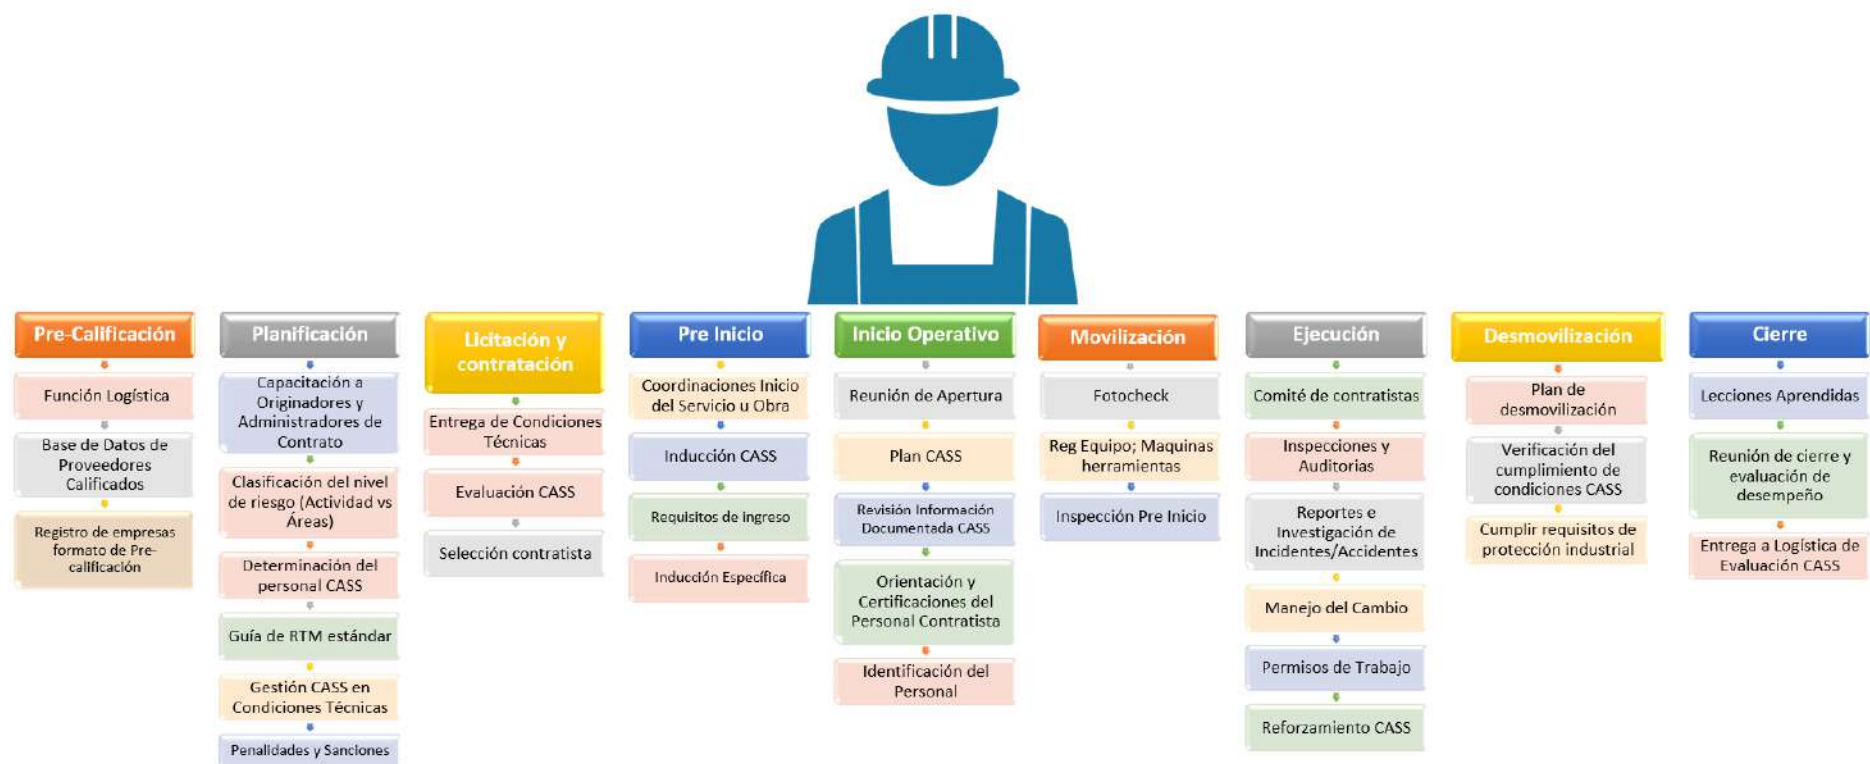 Pre-Calificación
Función Logística
Base de Datos de
Proveedores
Calificados
Registro de empresas
formato de Pre-
calificación
Planificación
Capacitación a
Originadores y
Administradores de
Contrato
Clasificación del nivel
de riesgo (Actividad vs
Áreas)
Determinación del
personal CASS
Guía de RTM estándar
Gestión CASS en
Condiciones Técnicas
Penalidades y Sanciones
Licitación y
contratación
Entrega de Condiciones
Técnicas
Evaluación CASS
Selección contratista
Pre Inicio
Coordinaciones Inicio
del Servicio u Obra
Inducción CASS
Requisitos de ingreso
Inducción Específica
Inicio Operativo
Reunión de Apertura
Plan CASS
Revisión Información
Documentada CASS
Orientación y
Certificaciones del
Personal Contratista
Identificación del
Personal
Movilización
Fotocheck
Reg Equipo; Maquinas
herramientas
Inspección Pre Inicio
Ejecución
Comité de contratistas
Inspecciones y
Auditorias
Reportes e
Investigación de
Incidentes/Accidentes
Manejo del Cambio
Permisos de Trabajo
Reforzamiento CASS
Desmovilización
Plan de
desmovilización
Verificación del
cumplimiento de
condiciones CASS
Cumplir requisitos de
protección industrial
Cierre
Lecciones Aprendidas
Reunión de cierre y
evaluación de
desempeño
Entrega a Logística de
Evaluación CASS